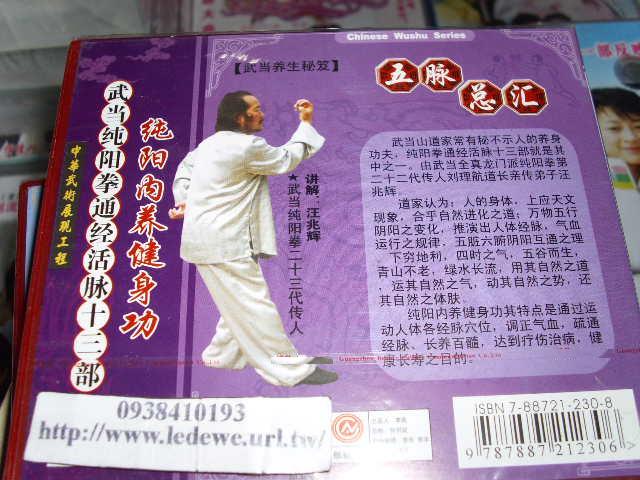 Chinese Wushu Series
【武当养生秘笈】
五脉
总汇
武当纯阳拳通经活脉十三部
中華武術展現工程
纯阳内养健身功
讲解：汪兆辉
★武当纯阳拳二十三代传人
武当山道家常有秘不示人的养身
功夫，纯阳拳通经活脉十三部就是其
中之一。由武当全真龙门派纯阳拳第
二十二代传人刘理航道长亲传弟子汪
兆辉。
道家认为：人的身体，上应天文
现象，合乎自然进化之道；万物五行
阴阳之变化，推演出人体经脉，气血
运行之规律，五脏六腑阴阳互通之理
，下穷地利，四时之气，五谷而生，
青山不老，绿水长流，用其自然之道
，运其自然之气，动其自然之势，还
其自然之体肤。
纯阳内养健身功其特点是通过运
动人体各经脉穴位，调正气血，疏通
经脉、长养百髓，达到疗伤治病，健
康长寿之目的。
0938410193
http://www.ledewe.url.tw/
ISBN 7-88721-230-8
9 787887 212306 >